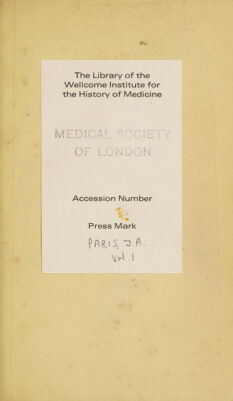 The Library of the
Wellcome Institute for
the History of Medicine
MEDICAL SOCIETY
OF LONDON
Accession Number
Press Mark
PARIS, J.A.
Vol. 1